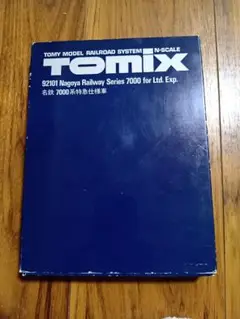 TOMY MODEL RAILROAD SYSTEM N-SCALE
TOMIX
92101 Nagoya Railway Series 7000 for Ltd. Exp.
名鉄 7000系特急仕様車